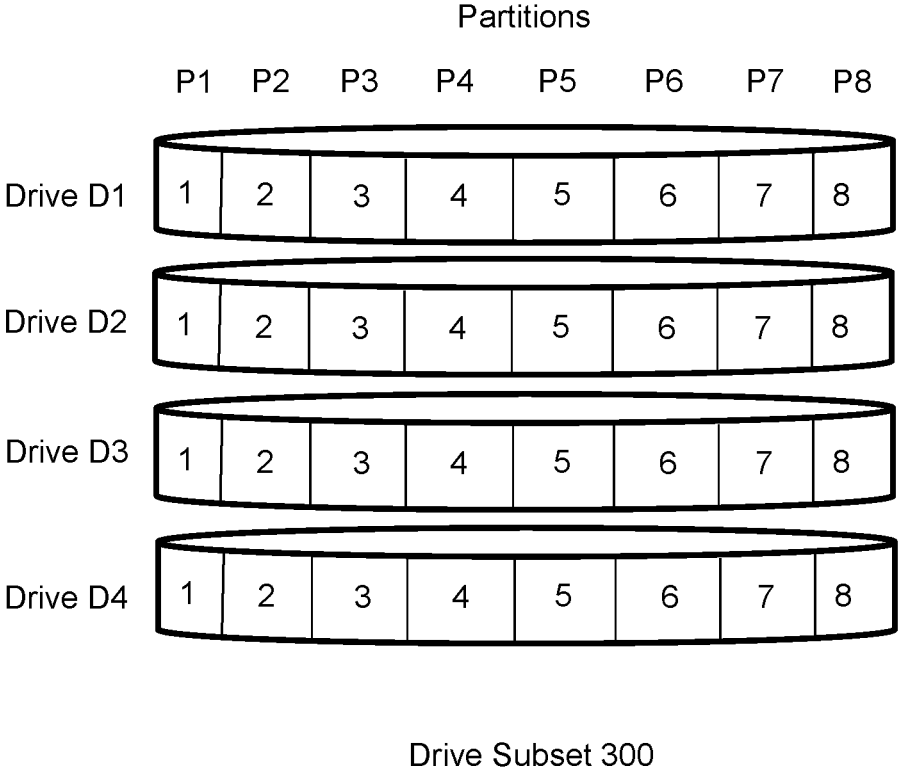 Partitions
P1 P2 P3 P4 P5 P6 P7 P8
Drive D1 1 2 3 4 5 6 7 8
Drive D2 1 2 3 4 5 6 7 8
Drive D3 1 2 3 4 5 6 7 8
Drive D4 1 2 3 4 5 6 7 8
Drive Subset 300